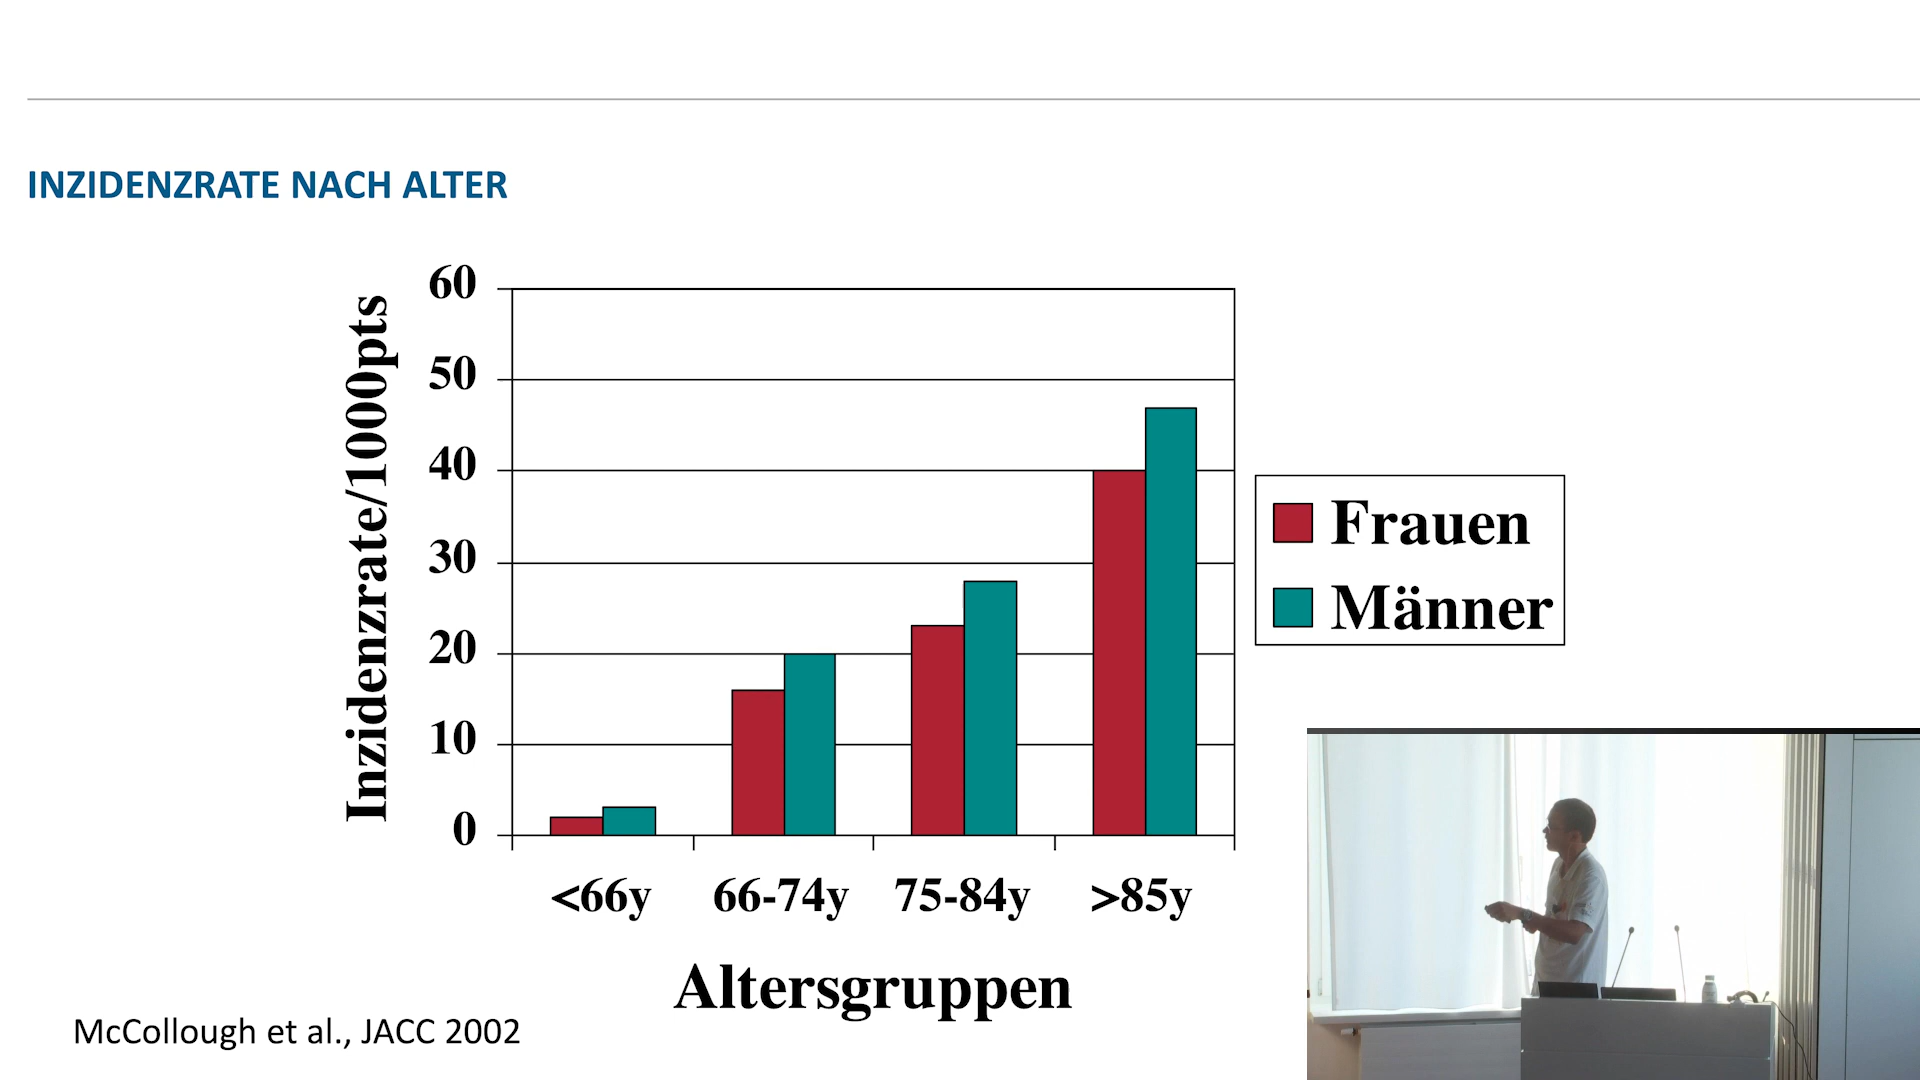 INZIDENZRATE NACH ALTER
Inzidenzrate/1000pts
60
50
40
30
20
10
0
<66y 66-74y 75-84y >85y
Altersgruppen
Frauen
Männer
McCollough et al., JACC 2002